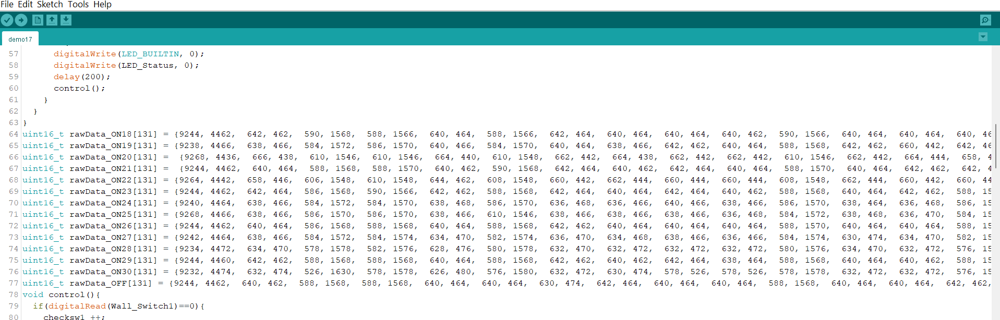 File Edit Sketch Tools Help
demo17
57 digitalWrite(LED_BUILTIN, 0);
58 digitalWrite(LED_Status, 0);
59 delay(200);
60 control();
61 }
62 }
63 }
64 uint16_t rawData_ON18[131] = {9244, 4462, 642, 462, 590, 1568, 588, 1566, 640, 464, 588, 1566, 642, 464, 640, 464, 640, 464, 640, 462, 590, 1566, 640, 464, 640, 464, 640, 46
65 uint16_t rawData_ON19[131] = {9238, 4466, 638, 466, 584, 1572, 586, 1570, 640, 466, 584, 1570, 640, 464, 638, 466, 642, 462, 640, 464, 588, 1568, 642, 462, 660, 442, 642, 46
66 uint16_t rawData_ON20[131] = {9268, 4436, 666, 438, 610, 1546, 610, 1546, 664, 440, 610, 1548, 662, 442, 664, 438, 662, 442, 662, 442, 610, 1546, 662, 442, 664, 444, 658, 4
67 uint16_t rawData_ON21[131] = {9244, 4462, 640, 464, 588, 1568, 588, 1570, 640, 462, 590, 1568, 642, 464, 640, 462, 642, 464, 640, 464, 588, 1570, 640, 464, 642, 462, 642, 4
68 uint16_t rawData_ON22[131] = {9264, 4442, 658, 446, 606, 1548, 610, 1548, 644, 462, 608, 1548, 660, 442, 662, 444, 660, 444, 660, 444, 608, 1548, 662, 444, 660, 442, 660, 44
69 uint16_t rawData_ON23[131] = {9244, 4462, 642, 464, 586, 1568, 590, 1566, 642, 462, 588, 1568, 642, 464, 640, 464, 642, 464, 640, 462, 588, 1568, 640, 464, 642, 462, 588, 15
70 uint16_t rawData_ON24[131] = {9240, 4464, 638, 466, 584, 1572, 584, 1570, 638, 468, 586, 1570, 636, 468, 636, 466, 640, 466, 638, 466, 586, 1570, 638, 464, 636, 468, 586, 15
71 uint16_t rawData_ON25[131] = {9268, 4466, 638, 466, 586, 1570, 586, 1570, 638, 466, 610, 1546, 638, 466, 638, 466, 638, 466, 636, 468, 584, 1572, 638, 468, 636, 470, 584, 15
72 uint16_t rawData_ON26[131] = {9244, 4462, 640, 464, 586, 1568, 588, 1568, 640, 464, 588, 1568, 642, 462, 640, 464, 640, 464, 640, 464, 588, 1570, 640, 464, 640, 464, 588, 15
73 uint16_t rawData_ON27[131] = {9242, 4464, 638, 466, 584, 1572, 584, 1574, 634, 470, 582, 1574, 636, 470, 634, 468, 638, 466, 636, 466, 584, 1574, 630, 474, 634, 470, 582, 15
74 uint16_t rawData_ON28[131] = {9234, 4472, 634, 470, 578, 1578, 582, 1576, 628, 476, 580, 1578, 632, 470, 632, 472, 632, 472, 632, 472, 580, 1576, 634, 470, 632, 472, 576, 15
75 uint16_t rawData_ON29[131] = {9244, 4460, 642, 462, 588, 1568, 588, 1568, 640, 464, 588, 1568, 642, 462, 640, 462, 642, 464, 638, 464, 588, 1568, 640, 464, 640, 462, 588, 15
76 uint16_t rawData_ON30[131] = {9232, 4474, 632, 474, 526, 1630, 578, 1578, 626, 480, 576, 1580, 632, 472, 630, 474, 578, 526, 578, 526, 578, 1578, 632, 472, 632, 472, 576, 15
77 uint16_t rawData_OFF[131] = {9244, 4462, 640, 462, 588, 1568, 588, 1568, 640, 464, 640, 464, 630, 474, 642, 464, 640, 464, 640, 464, 588, 1568, 640, 464, 640, 464, 642, 462,
78 void control(){
79 if(digitalRead(Wall_Switch1)==0){
80 checksw1 ++;